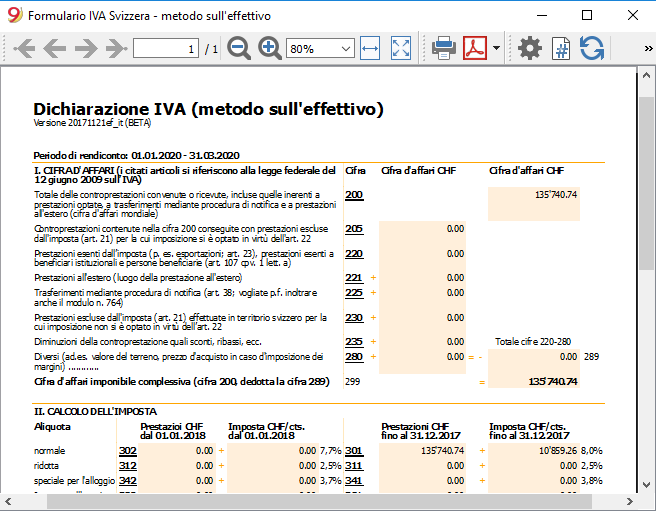 Formulario IVA Svizzera - metodo sull'effettivo
1 / 1 80% »
Dichiarazione IVA (metodo sull'effettivo)
Versione 20171121ef_it (BETA)
Periodo di rendiconto: 01.01.2020 - 31.03.2020
I. CIFRA D'AFFARI (i citati articoli si riferiscono alla legge federale del Cifra Cifra d'affari CHF Cifra d'affari CHF
12 giugno 2009 sull'IVA)
Totale delle controprestazioni convenute o ricevute, incluse quelle inerenti a 200 135'740.74
prestazioni optate, a trasferimenti mediante procedura di notifica e a prestazioni
all'estero (cifra d'affari mondiale)
Controprestazioni contenute nella cifra 200 conseguite con prestazioni escluse 205 0.00
dall'imposta (art. 21) per la cui imposizione si è optato in virtù dell'art. 22
Prestazioni esenti dall'imposta (p. es. esportazioni; art. 23), prestazioni esenti a 220 0.00
beneficiari istituzionali e persone beneficiarie (art. 107 cpv. 1 lett. a)
Prestazioni all'estero (luogo della prestazione all'estero) 221 + 0.00
Trasferimenti mediante procedura di notifica (art. 38; vogliate p.f. inoltrare 225 + 0.00
anche il modulo n. 764)
Prestazioni escluse dall'imposta (art. 21) effettuate in territorio svizzero per la 230 + 0.00
cui imposizione non si è optato in virtù dell'art. 22
Diminuzioni della controprestazione quali sconti, ribassi, ecc. 235 + 0.00 Totale cifre 220-280
Diversi (ad.es. valore del terreno, prezzo d'acquisto in caso d'imposizione dei 280 + 0.00 = - 0.00 289
margini) ............
Cifra d'affari imponibile complessiva (cifra 200, dedotta la cifra 289) 299 = 135'740.74
II. CALCOLO DELL'IMPOSTA
Aliquota Prestazioi CHF Imposta CHF/cts. Prestazioni CHF Imposta CHF/cts.
dal 01.01.2018 dal 01.01.2018 fino al 31.12.2017 fino al 31.12.2017
normale 302 0.00 + 0.00 7,7% 301 135'740.74 + 10'859.26 8,0%
ridotta 312 0.00 + 0.00 2,5% 311 0.00 + 0.00 2,5%
speciale per l'alloggio 342 0.00 + 0.00 3,7% 341 0.00 + 0.00 3,8%